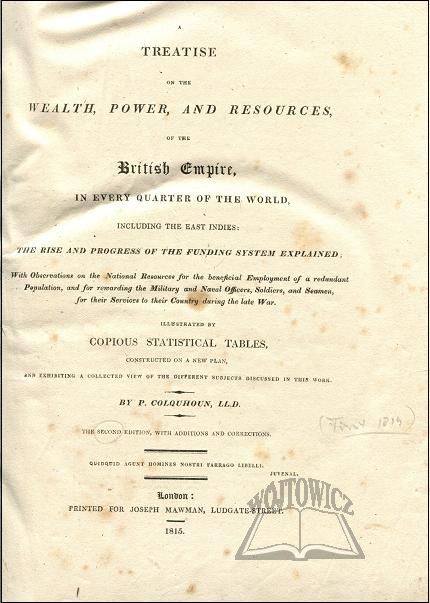 A
TREATISE
ON THE
WEALTH, POWER, AND RESOURCES,
OF THE
British Empire,
IN EVERY QUARTER OF THE WORLD,
INCLUDING THE EAST INDIES:
THE RISE AND PROGRESS OF THE FUNDING SYSTEM EXPLAINED;
With Observations on the National Resources for the beneficial Employment of a redundant
Population, and for rewarding the Military and Naval Officers, Soldiers, and Seamen,
for their Services to their Country during the late War.
ILLUSTRATED BY
COPIOUS STATISTICAL TABLES,
CONSTRUCTED ON A NEW PLAN,
AND EXHIBITING A COLLECTED VIEW OF THE DIFFERENT SUBJECTS DISCUSSED IN THIS WORK.
BY P. COLQUHOUN, LL.D.
(First 1814)
THE SECOND EDITION, WITH ADDITIONS AND CORRECTIONS.
QUIDQUID AGUNT HOMINES NOSTRI FARRAGO LIBELLI.
JUVENAL.
London:
PRINTED FOR JOSEPH MAWMAN, LUDGATE-STREET.
1815.
WÓJTOWICZ